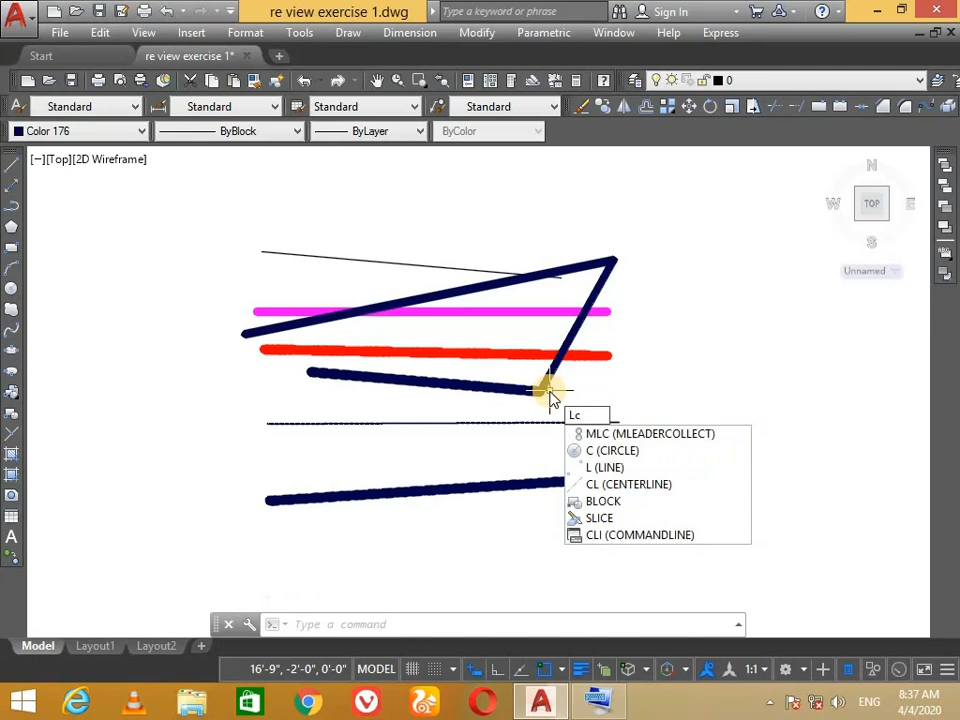 re view exercise 1.dwg
Type a keyword or phrase
Sign In
File Edit View Insert Format Tools Draw Dimension Modify Parametric Window Help Express
Start
re view exercise 1*
0
Standard Standard Standard Standard
Color 176 ByBlock ByLayer ByColor
[−][Top][2D Wireframe]
N
W TOP E
S
Unnamed
Lc
MLC (MLEADERCOLLECT)
C (CIRCLE)
L (LINE)
CL (CENTERLINE)
BLOCK
SLICE
CLI (COMMANDLINE)
Type a command
Model Layout1 Layout2
16'-9", -2'-0", 0'-0" MODEL 1:1
ENG
8:37 AM
4/4/2020